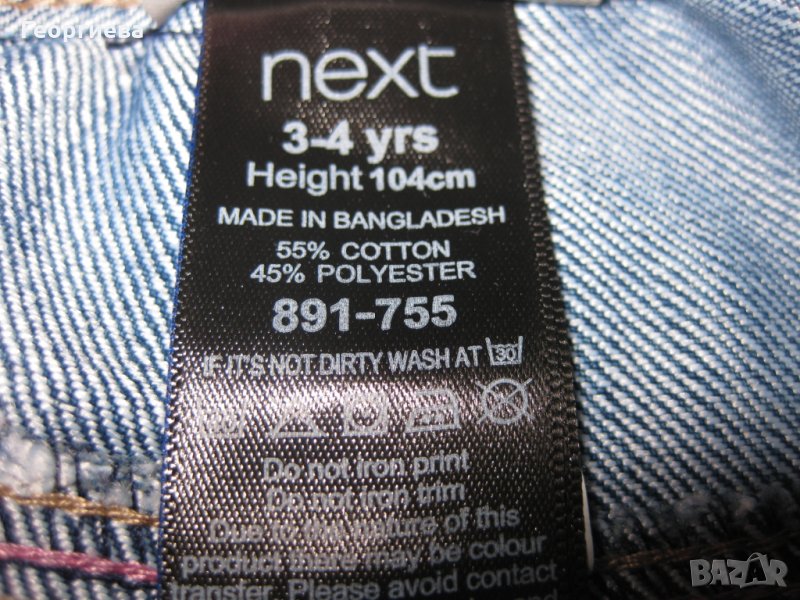 Георгиева
next
3-4 yrs
Height 104cm
MADE IN BANGLADESH
55% COTTON
45% POLYESTER
891-755
IF IT'S NOT DIRTY WASH AT 30
Do not iron print
Do not iron trim
Due to the nature of this
product there may be colour
transfer. Please avoid contact
BAZAR